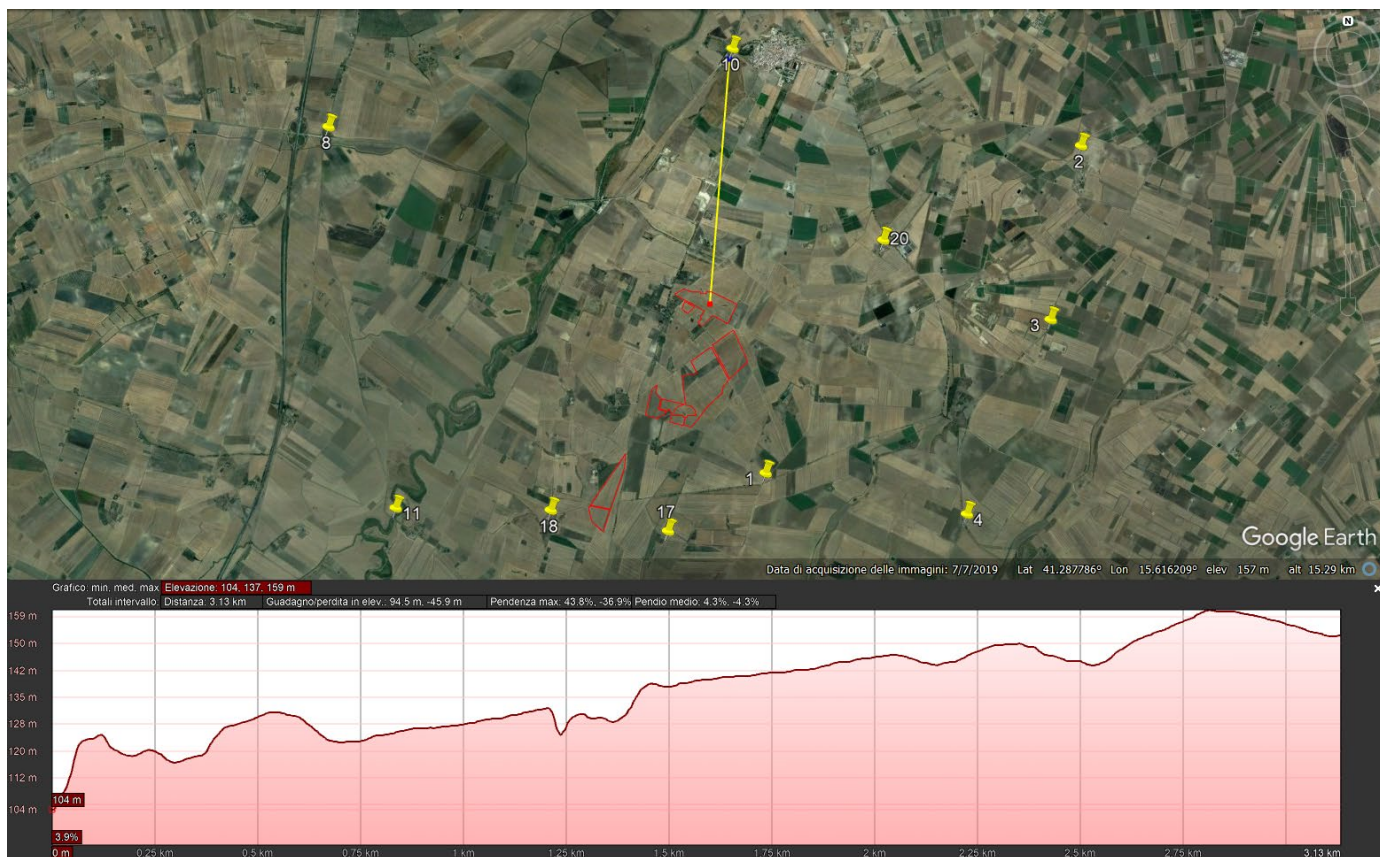 N
10
8
2
20
3
1
11
18
17
4
Google Earth
Data di acquisizione delle immagini: 7/7/2019 Lat 41.287786° Lon 15.616209° elev 157 m alt 15.29 km
Grafico: min. med. max. Elevazione: 104, 137, 159 m
Totali intervallo: Distanza: 3.13 km Guadagno/perdita in elev.: 94.5 m, -45.9 m Pendenza max: 43.8%, -36.9% Pendio medio: 4.3%, -4.3%
159 m
150 m
142 m
135 m
128 m
120 m
112 m
104 m
104 m
3.9%
0 m 0.25 km 0.5 km 0.75 km 1 km 1.25 km 1.5 km 1.75 km 2 km 2.25 km 2.5 km 2.75 km 3.13 km